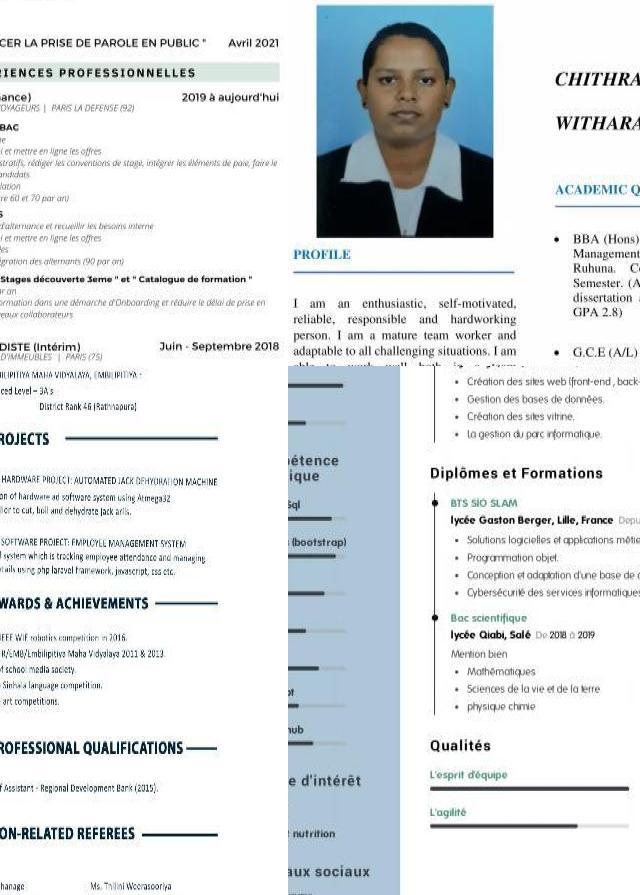 CER LA PRISE DE PAROLE EN PUBLIC " Avril 2021
RIENCES PROFESSIONNELLES
nance) 2019 à aujourd'hui
OYAGEURS | PARIS LA DEFENSE (92)
BAC
i et mettre en ligne les offres
stratifs, rédiger les conventions de stage, intégrer les éléments de paie, faire le
andidats
lation
re 60 et 70 par an)
S
d'alternance et recueillir les besoins interne
i et mettre en ligne les offres
les
gration des alternants (90 par an)
Stages découverte 3eme " et " Catalogue de formation "
ar an
ormation dans une démarche d'Onboarding et réduire le délai de prise en
veaux collaborateurs
DISTE (Intérim) Juin - Septembre 2018
D'IMMEUBLES | PARIS (75)
CHITHRA
WITHARA
ACADEMIC Q
BBA (Hons)
Management
Ruhuna. Co
Semester. (A
dissertation
GPA 2.8)
G.C.E (A/L)
PROFILE
I am an enthusiastic, self-motivated,
reliable, responsible and hardworking
person. I am a mature team worker and
adaptable to all challenging situations. I am
ILIPITIYA MAHA VIDYALAYA, EMBILIPITIYA :
ced Level – 3A's
District Rank 46 (Rathnapura)
ROJECTS
HARDWARE PROJECT: AUTOMATED JACK DEHYDRATION MACHINE
on of hardware ad software system using Atmega32
ller to cut, boil and dehydrate jack arils.
SOFTWARE PROJECT: EMPLOYEE MANAGEMENT SYSTEM
f system which is tracking employee attendance and managing
etails using php laravel framework, javascript, css etc.
WARDS & ACHIEVEMENTS
IEEE WIE robotics competition in 2016.
R/EMB/Embilipitiya Maha Vidyalaya 2011 & 2013.
of school media society.
Sinhala language competition.
art competitions.
ROFESSIONAL QUALIFICATIONS
f Assistant - Regional Development Bank (2015).
ON-RELATED REFEREES
hanage Ms. Thilini Weerasooriya
pétence
ique
Sql
(bootstrap)
ot
hub
e d'intérêt
nutrition
aux sociaux
Création des sites web (front-end , back-
Gestion des bases de données.
Création des sites vitrine.
La gestion du parc informatique.
Diplômes et Formations
BTS SIO SLAM
lycée Gaston Berger, Lille, France Depu
Solutions logicielles et applications métie
Programmation objet.
Conception et adaptation d'une base de d
Cybersécurité des services informatiques
Bac scientifique
lycée Qiabi, Salé De 2018 à 2019
Mention bien
Mathématiques
Sciences de la vie et de la terre
physique chimie
Qualités
L'esprit d'équipe
L'agilité